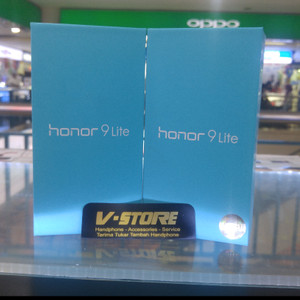 oppo
honor 9 Lite
honor 9 Lite
V-STORE
Handphone - Accessories - Service
Terima Tukar Tambah Handphone